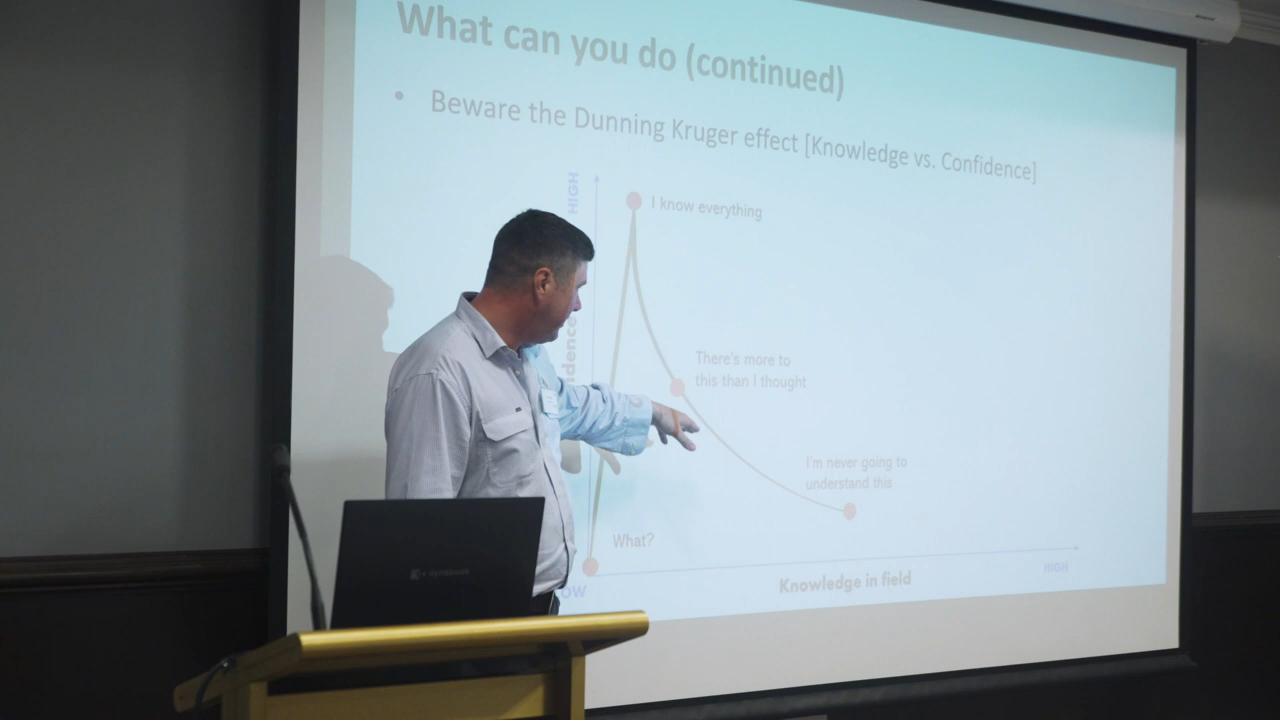 What can you do (continued)
• Beware the Dunning Kruger effect [Knowledge vs. Confidence]
HIGH
I know everything
There's more to
this than I thought
I'm never going to
understand this
What?
Knowledge in field
HIGH
dynabook